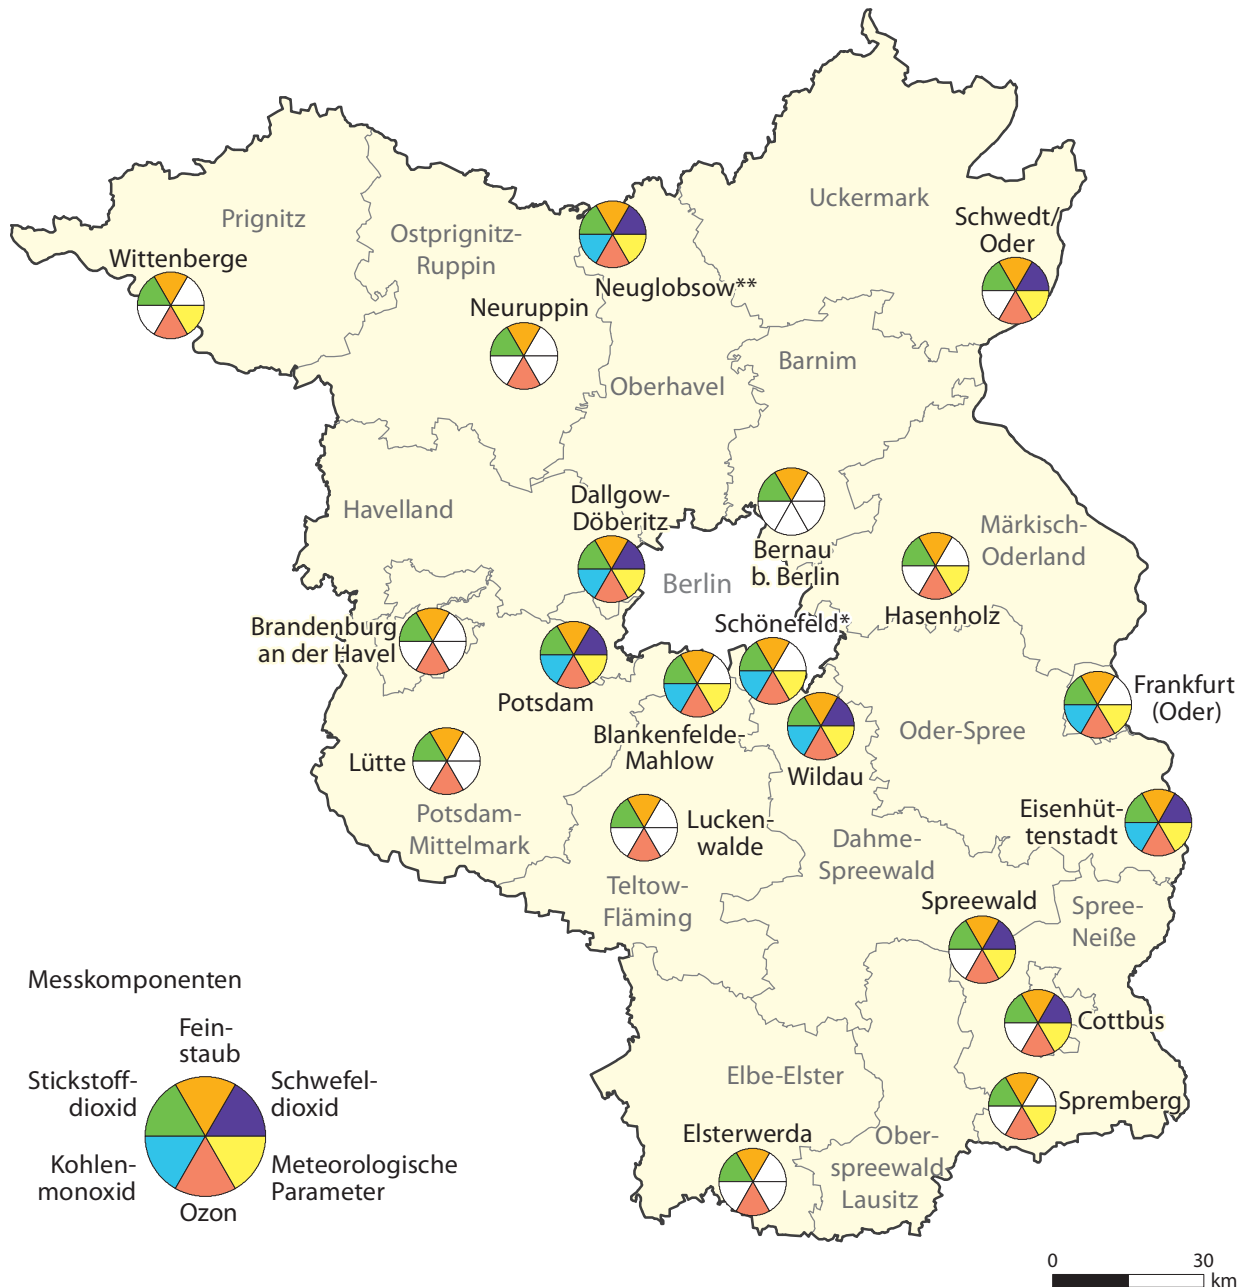 Uckermark
Prignitz
Schwedt/
Oder
Ostprignitz-
Ruppin
Wittenberge
Neuglobsow**
Neuruppin
Barnim
Oberhavel
Dallgow-
Döberitz
Havelland
Märkisch-
Oderland
Bernau
b. Berlin
Berlin
Hasenholz
Schönefeld*
Brandenburg
an der Havel
Frankfurt
(Oder)
Potsdam
Blankenfelde-
Mahlow
Oder-Spree
Lütte
Wildau
Potsdam-
Mittelmark
Lucken-
walde
Eisenhüt-
tenstadt
Dahme-
Spreewald
Teltow-
Fläming
Spreewald
Spree-
Neiße
Messkomponenten
Cottbus
Fein-
staub
Stickstoff-
dioxid
Schwefel-
dioxid
Elbe-Elster
Spremberg
Elsterwerda
Ober-
spreewald
Lausitz
Kohlen-
monoxid
Meteorologische
Parameter
Ozon
0 30
km